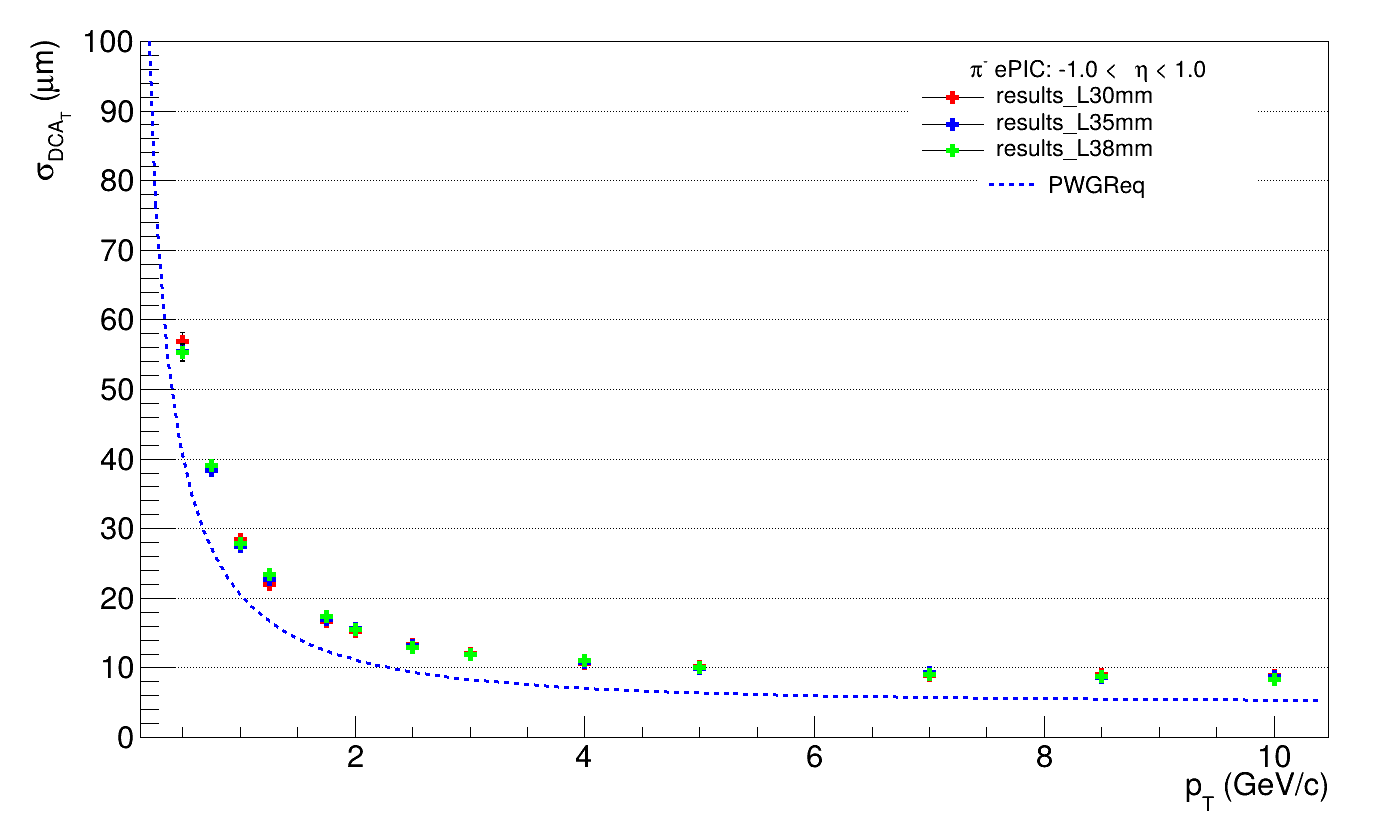 σDCAT (μm)
100
90
80
70
60
50
40
30
20
10
0
π- ePIC: -1.0 < η < 1.0
results_L30mm
results_L35mm
results_L38mm
PWGReq
2 4 6 8 10
pT (GeV/c)